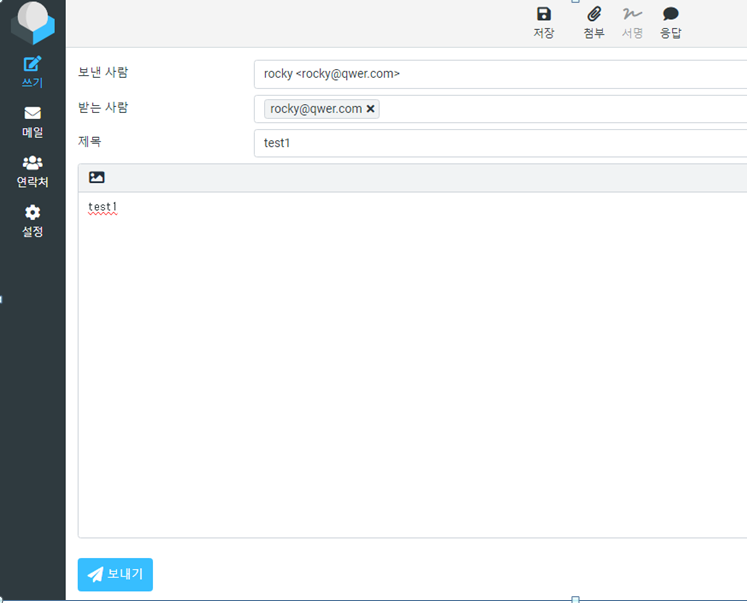 저장
첨부
서명
응답
쓰기
메일
연락처
설정
보낸 사람
rocky <rocky@qwer.com>
받는 사람
rocky@qwer.com
제목
test1
test1
보내기